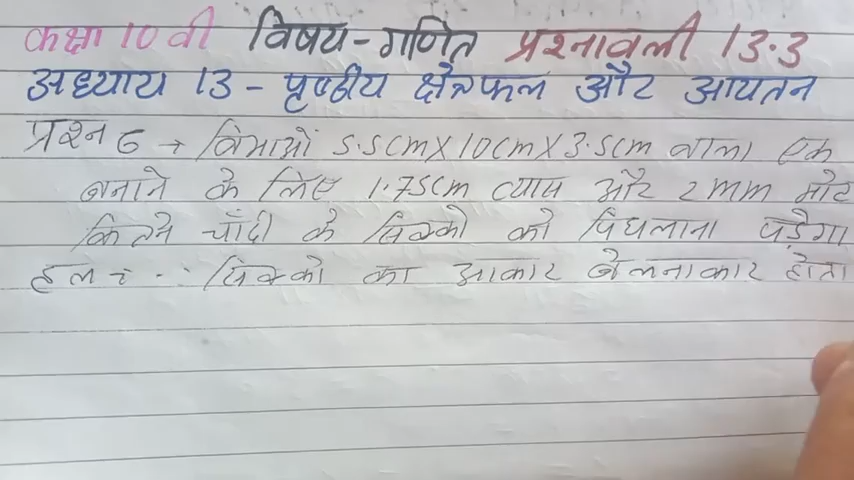 कक्षा 10 वी विषय-गणित प्रश्नावली 13.3
अध्याय 13 - पृष्ठीय क्षेत्रफल और आयतन
प्रश्न 6 → विमाओं 5.5cm×10cm×3.5cm वाला एक
बनाने के लिए 1.75cm व्यास और 2mm मोटे
कितने चाँदी के सिक्को को पिघलाना पड़ेगा
हल ÷ ∵ सिक्को का आकार बेलनाकार होता